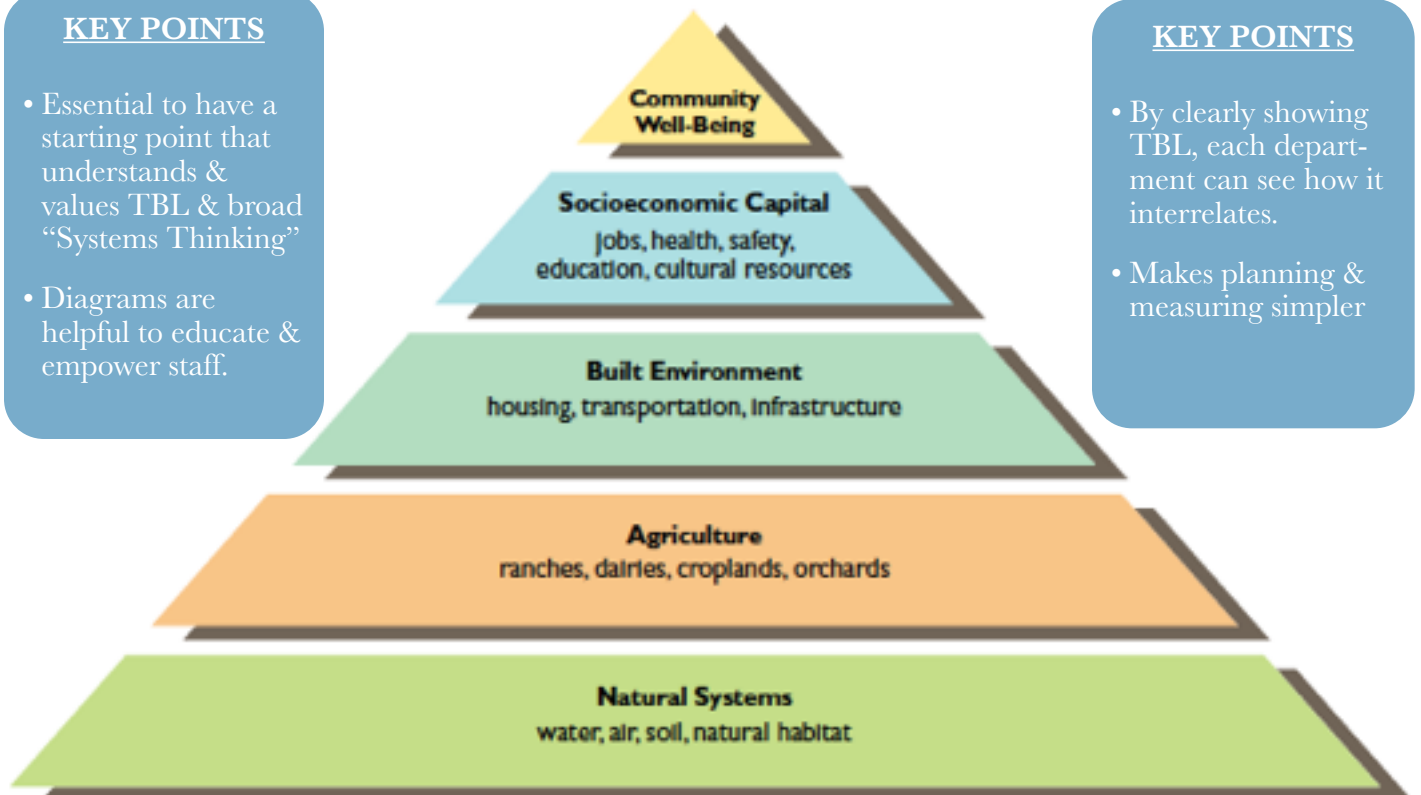 KEY POINTS
• Essential to have a
starting point that
understands &
values TBL & broad
“Systems Thinking”
• Diagrams are
helpful to educate &
empower staff.
Community
Well-Being
Socioeconomic Capital
jobs, health, safety,
education, cultural resources
Built Environment
housing, transportation, infrastructure
Agriculture
ranches, dairies, croplands, orchards
Natural Systems
water, air, soil, natural habitat
KEY POINTS
• By clearly showing
TBL, each depart-
ment can see how it
interrelates.
• Makes planning &
measuring simpler